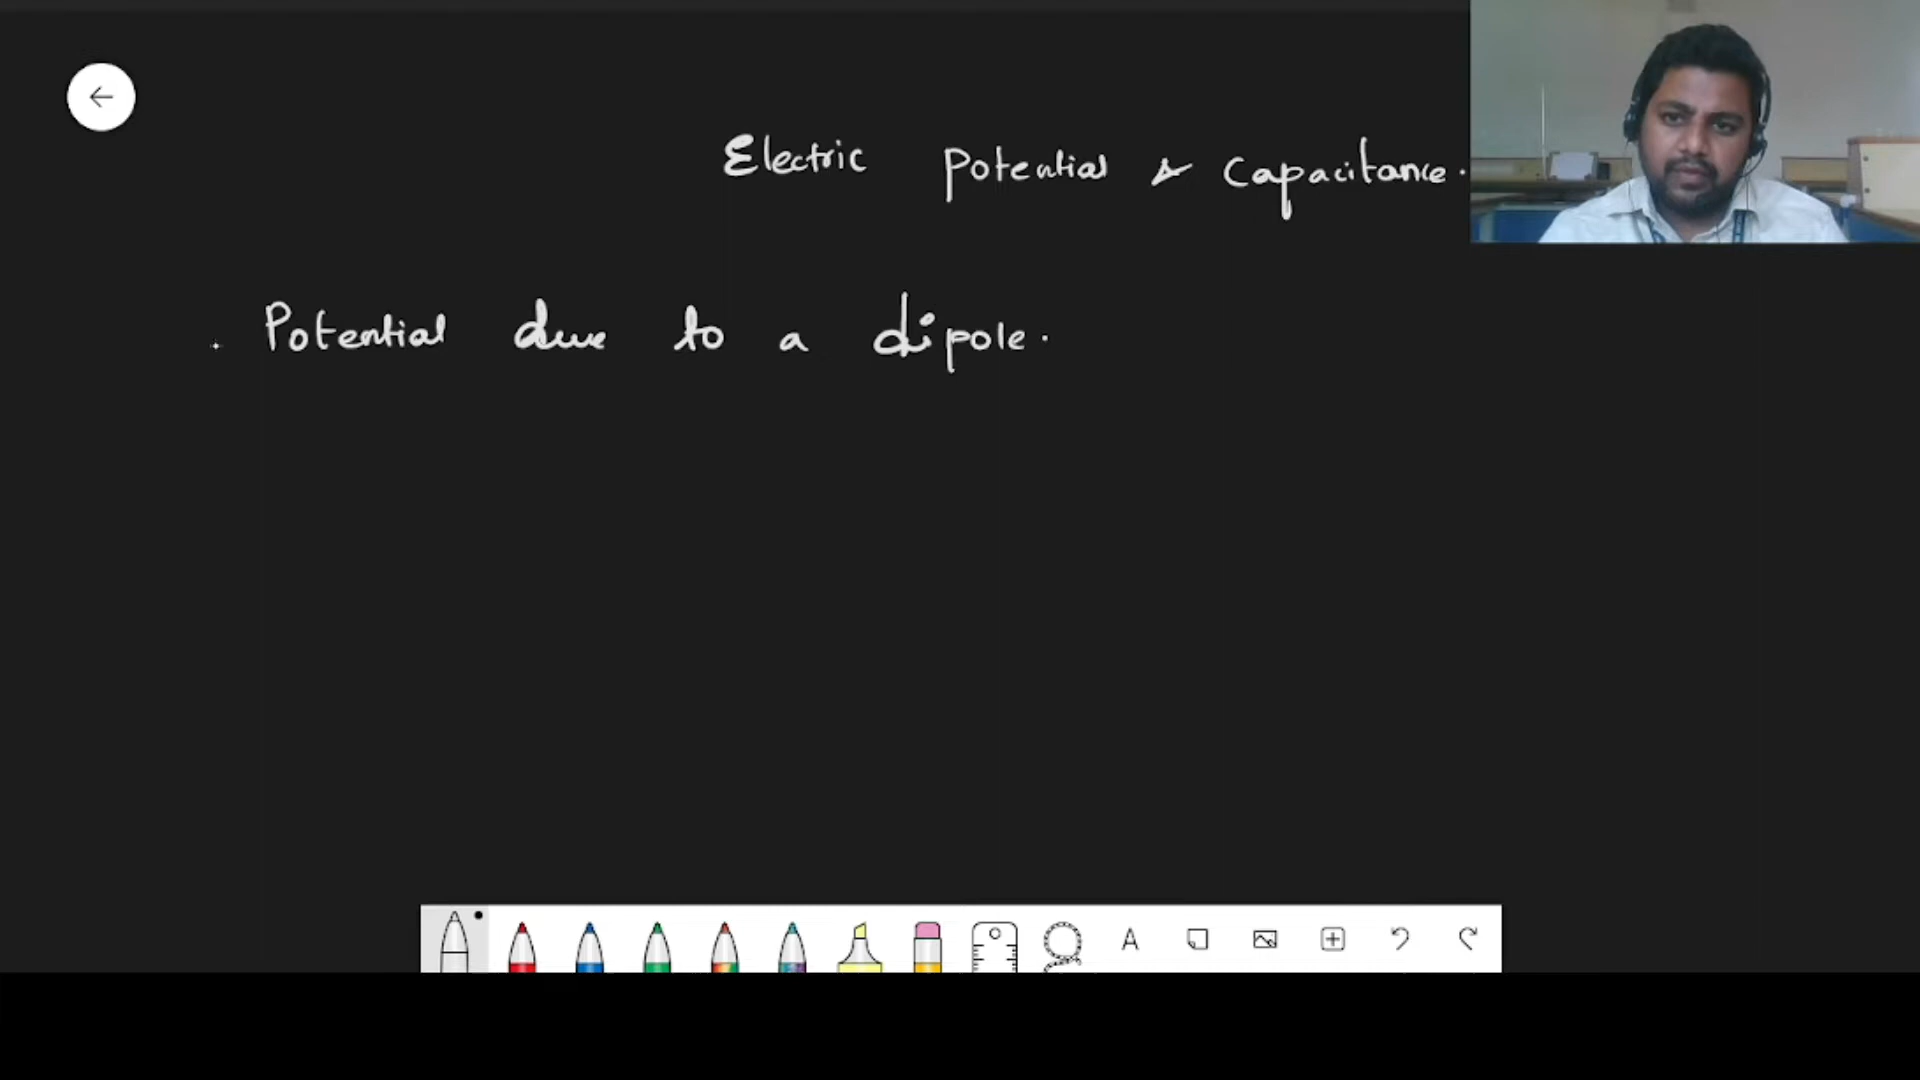 Electric Potential & Capacitance.
. Potential due to a dipole.
A